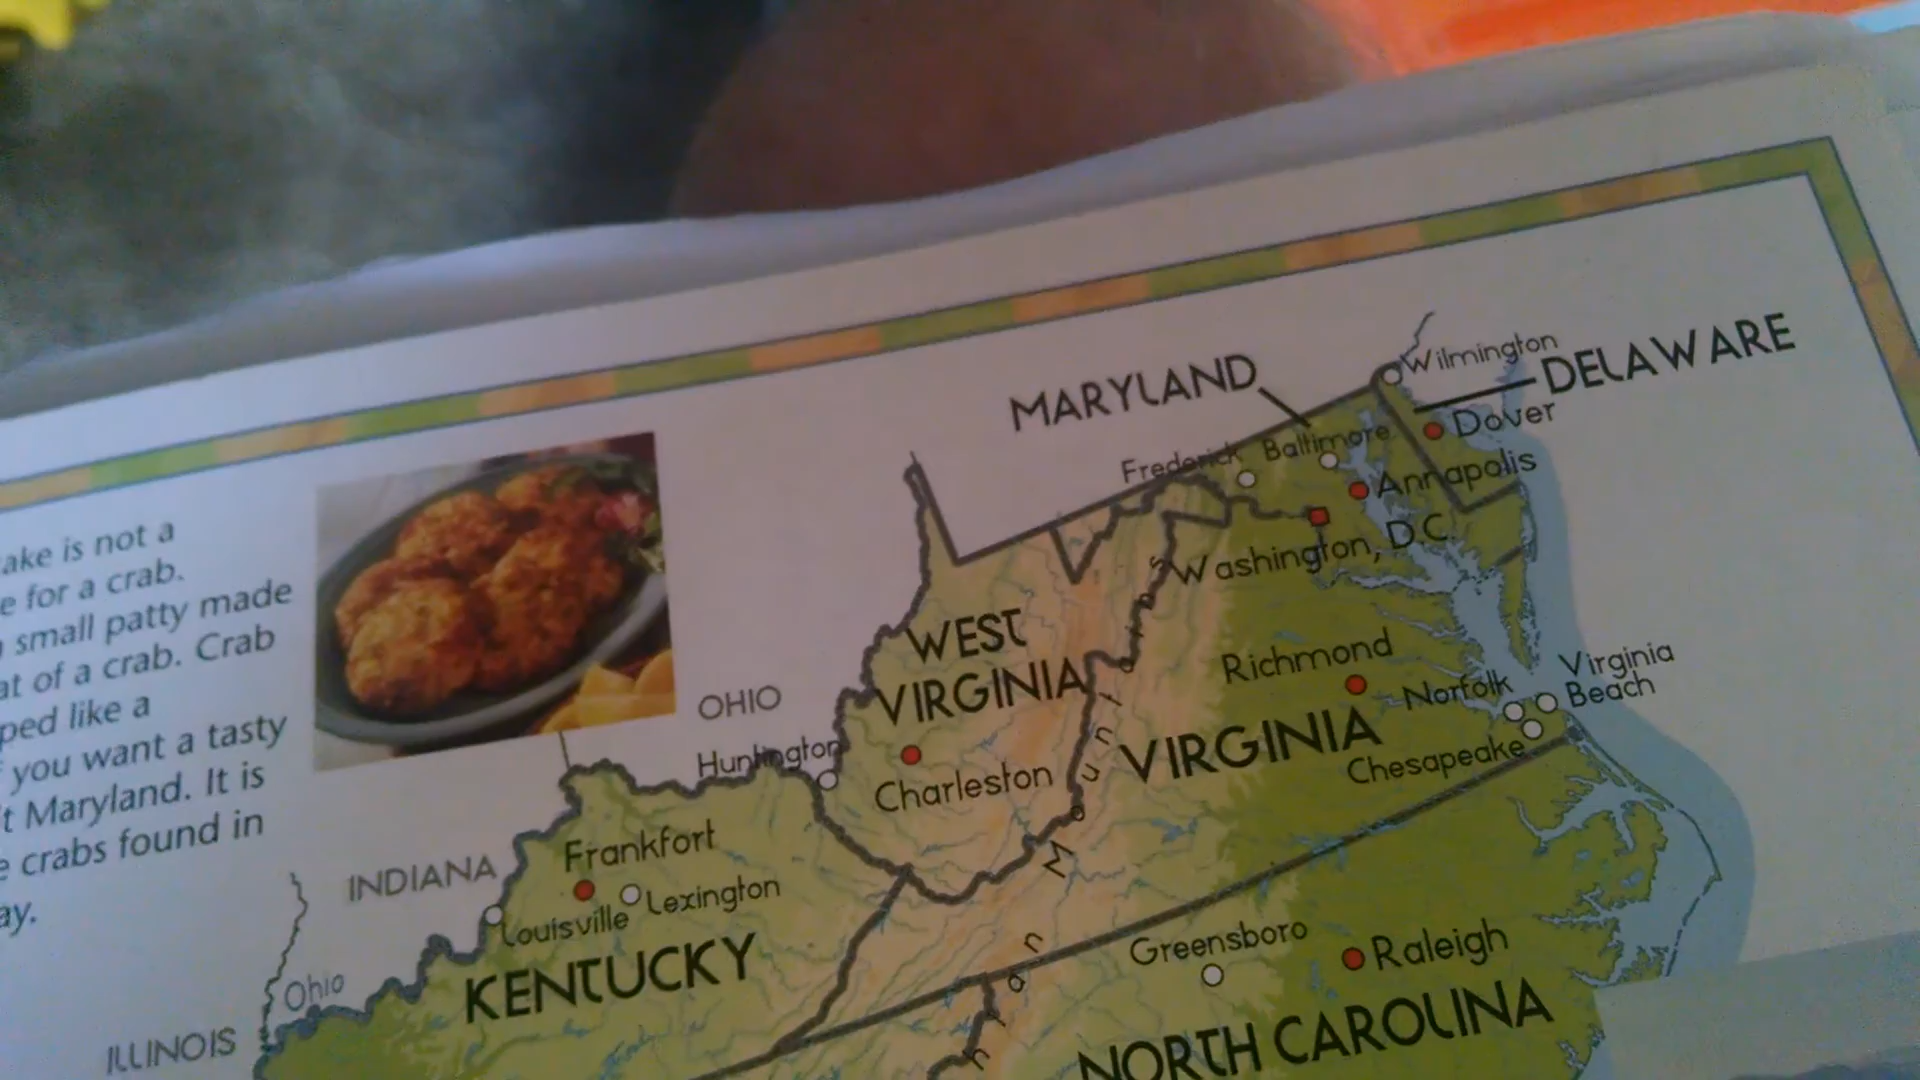 ake is not a
e for a crab.
small patty made
at of a crab. Crab
ped like a
you want a tasty
t Maryland. It is
e crabs found in
ay.
MARYLAND
Wilmington
DELAWARE
Dover
Frederick
Baltimore
Annapolis
Washington, D.C.
WEST
VIRGINIA
OHIO
Huntington
Charleston
Richmond
Norfolk
Virginia
Beach
VIRGINIA
Chesapeake
Frankfort
INDIANA
Lexington
Louisville
KENTUCKY
Ohio
ILLINOIS
Greensboro
Raleigh
NORTH CAROLINA
h i a n
M o u n t a i n s